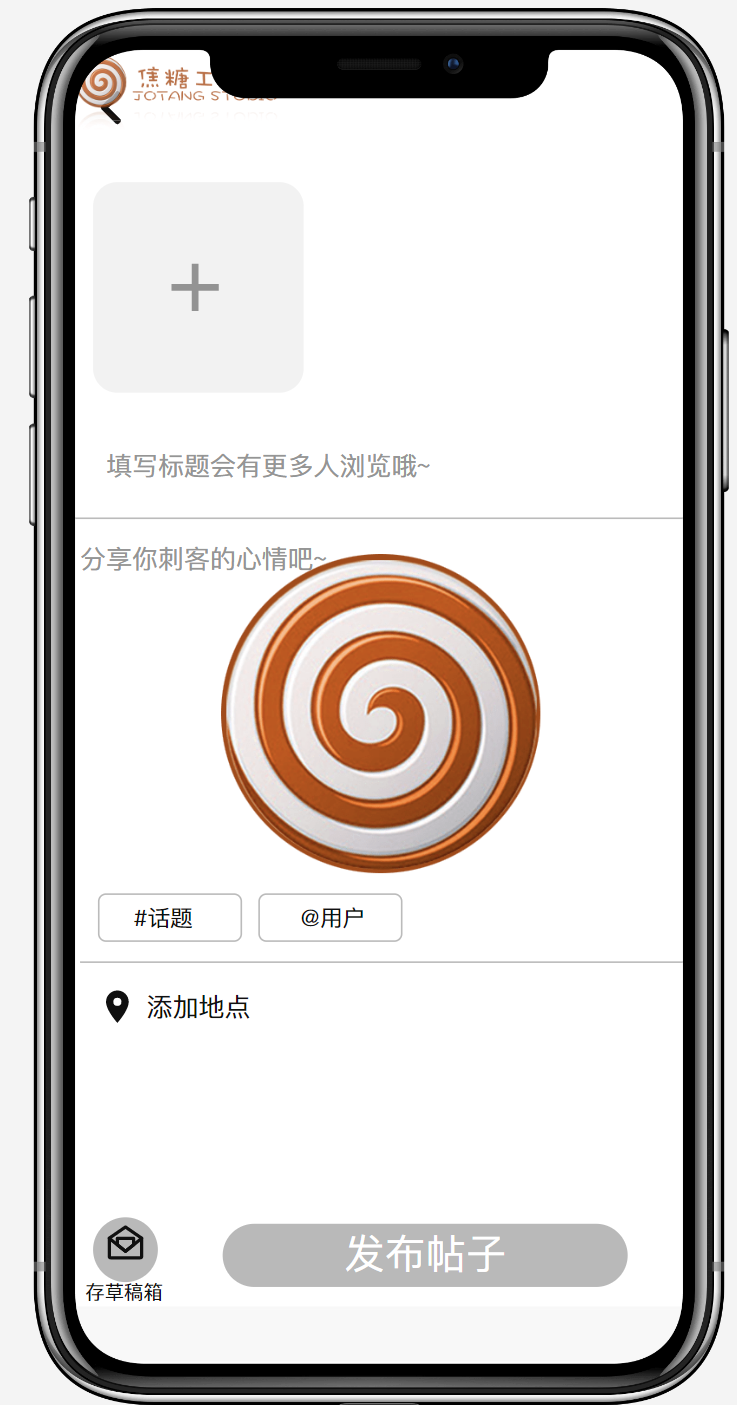 焦糖工
JOTANG STUDIO
填写标题会有更多人浏览哦~
分享你刺客的心情吧~
#话题 @用户
添加地点
发布帖子
存草稿箱